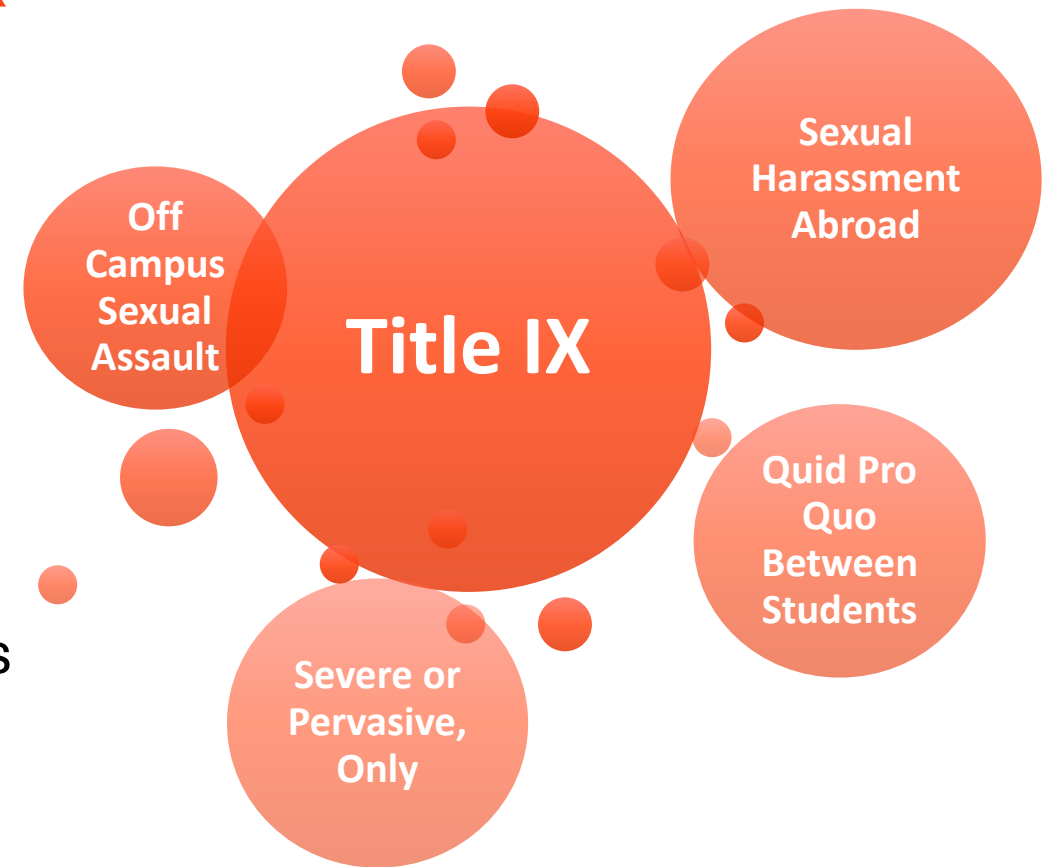 Sexual
Harassment
Abroad
Off
Campus
Sexual
Assault
Title IX
Quid Pro
Quo
Between
Students
s
Severe or
Pervasive,
Only